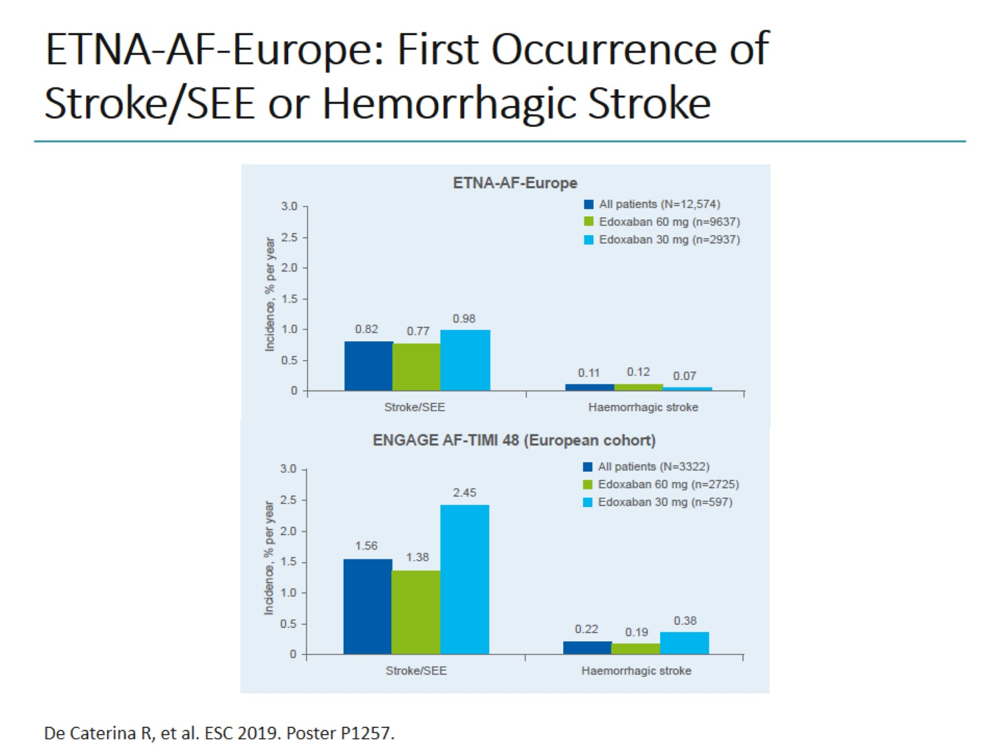 ETNA-AF-Europe: First Occurrence of
Stroke/SEE or Hemorrhagic Stroke
ETNA-AF-Europe
All patients (N=12,574)
Edoxaban 60 mg (n=9637)
Edoxaban 30 mg (n=2937)
Incidence, % per year
3.0
2.5
2.0
1.5
1.0
0.5
0
0.82
0.77
0.98
0.11
0.12
0.07
Stroke/SEE
Haemorrhagic stroke
ENGAGE AF-TIMI 48 (European cohort)
All patients (N=3322)
Edoxaban 60 mg (n=2725)
Edoxaban 30 mg (n=597)
Incidence, % per year
3.0
2.5
2.0
1.5
1.0
0.5
0
1.56
1.38
2.45
0.22
0.19
0.38
Stroke/SEE
Haemorrhagic stroke
De Caterina R, et al. ESC 2019. Poster P1257.